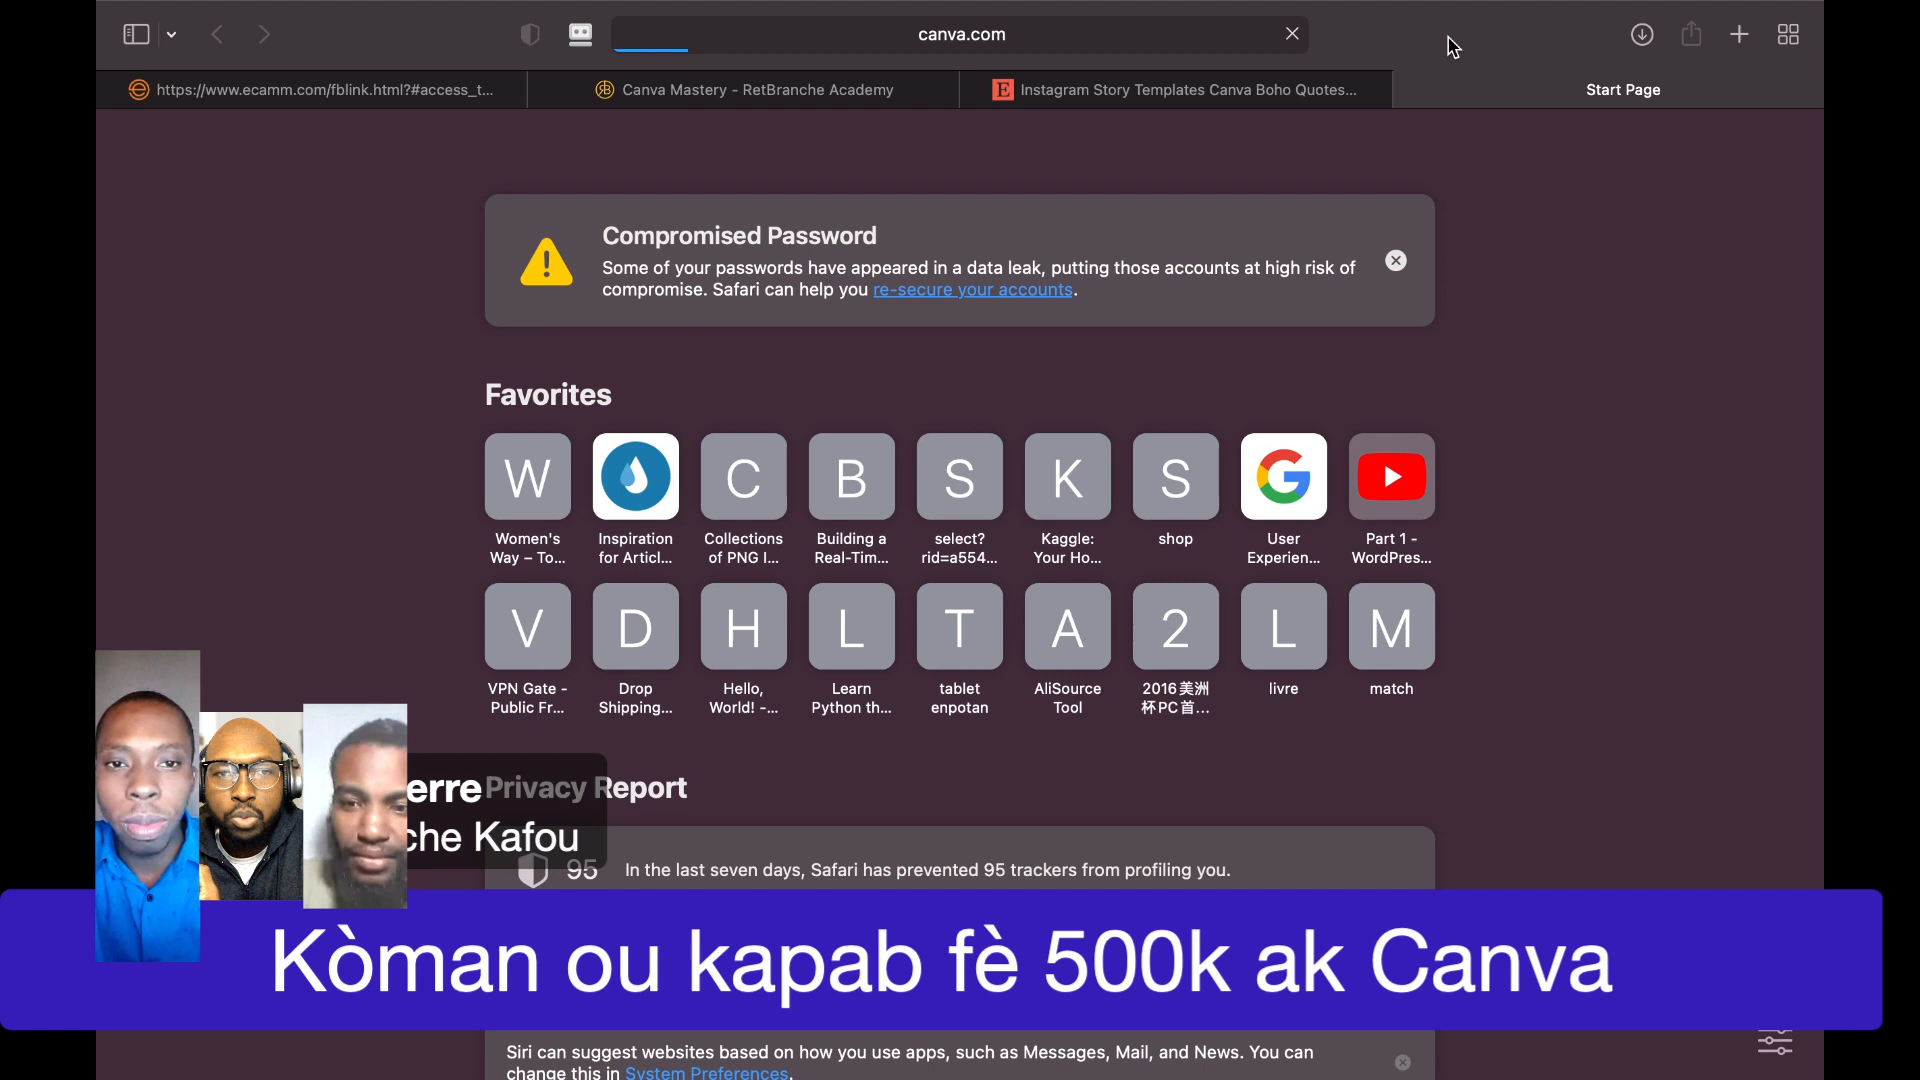 canva.com
https://www.ecamm.com/fblink.html?#access_t...
Canva Mastery - RetBranche Academy
E Instagram Story Templates Canva Boho Quotes...
Start Page
Compromised Password
Some of your passwords have appeared in a data leak, putting those accounts at high risk of
compromise. Safari can help you re-secure your accounts.
Favorites
W C B S K S G
Women's Inspiration Collections Building a select? Kaggle: shop User Part 1 -
Way – To... for Articl... of PNG I... Real-Tim... rid=a554... Your Ho... Experien... WordPres...
V D H L T A 2 L M
VPN Gate - Drop Hello, Learn tablet AliSource 2016美洲 livre match
Public Fr... Shipping... World! -... Python th... enpotan Tool 杯PC首...
erre Privacy Report
che Kafou
95 In the last seven days, Safari has prevented 95 trackers from profiling you.
Kòman ou kapab fè 500k ak Canva
Siri can suggest websites based on how you use apps, such as Messages, Mail, and News. You can
change this in System Preferences.